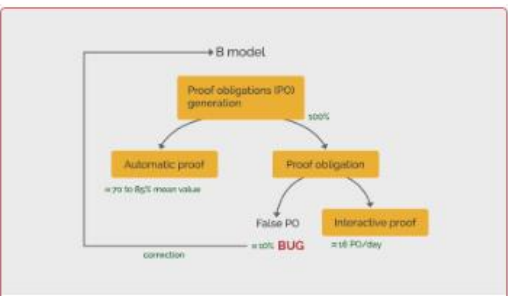 B model
Proof obligations (PO)
generation
100%
Automatic proof
Proof obligation
≈ 70 to 85% mean value
False PO
Interactive proof
≈ 10% BUG
≈ 16 PO/day
correction